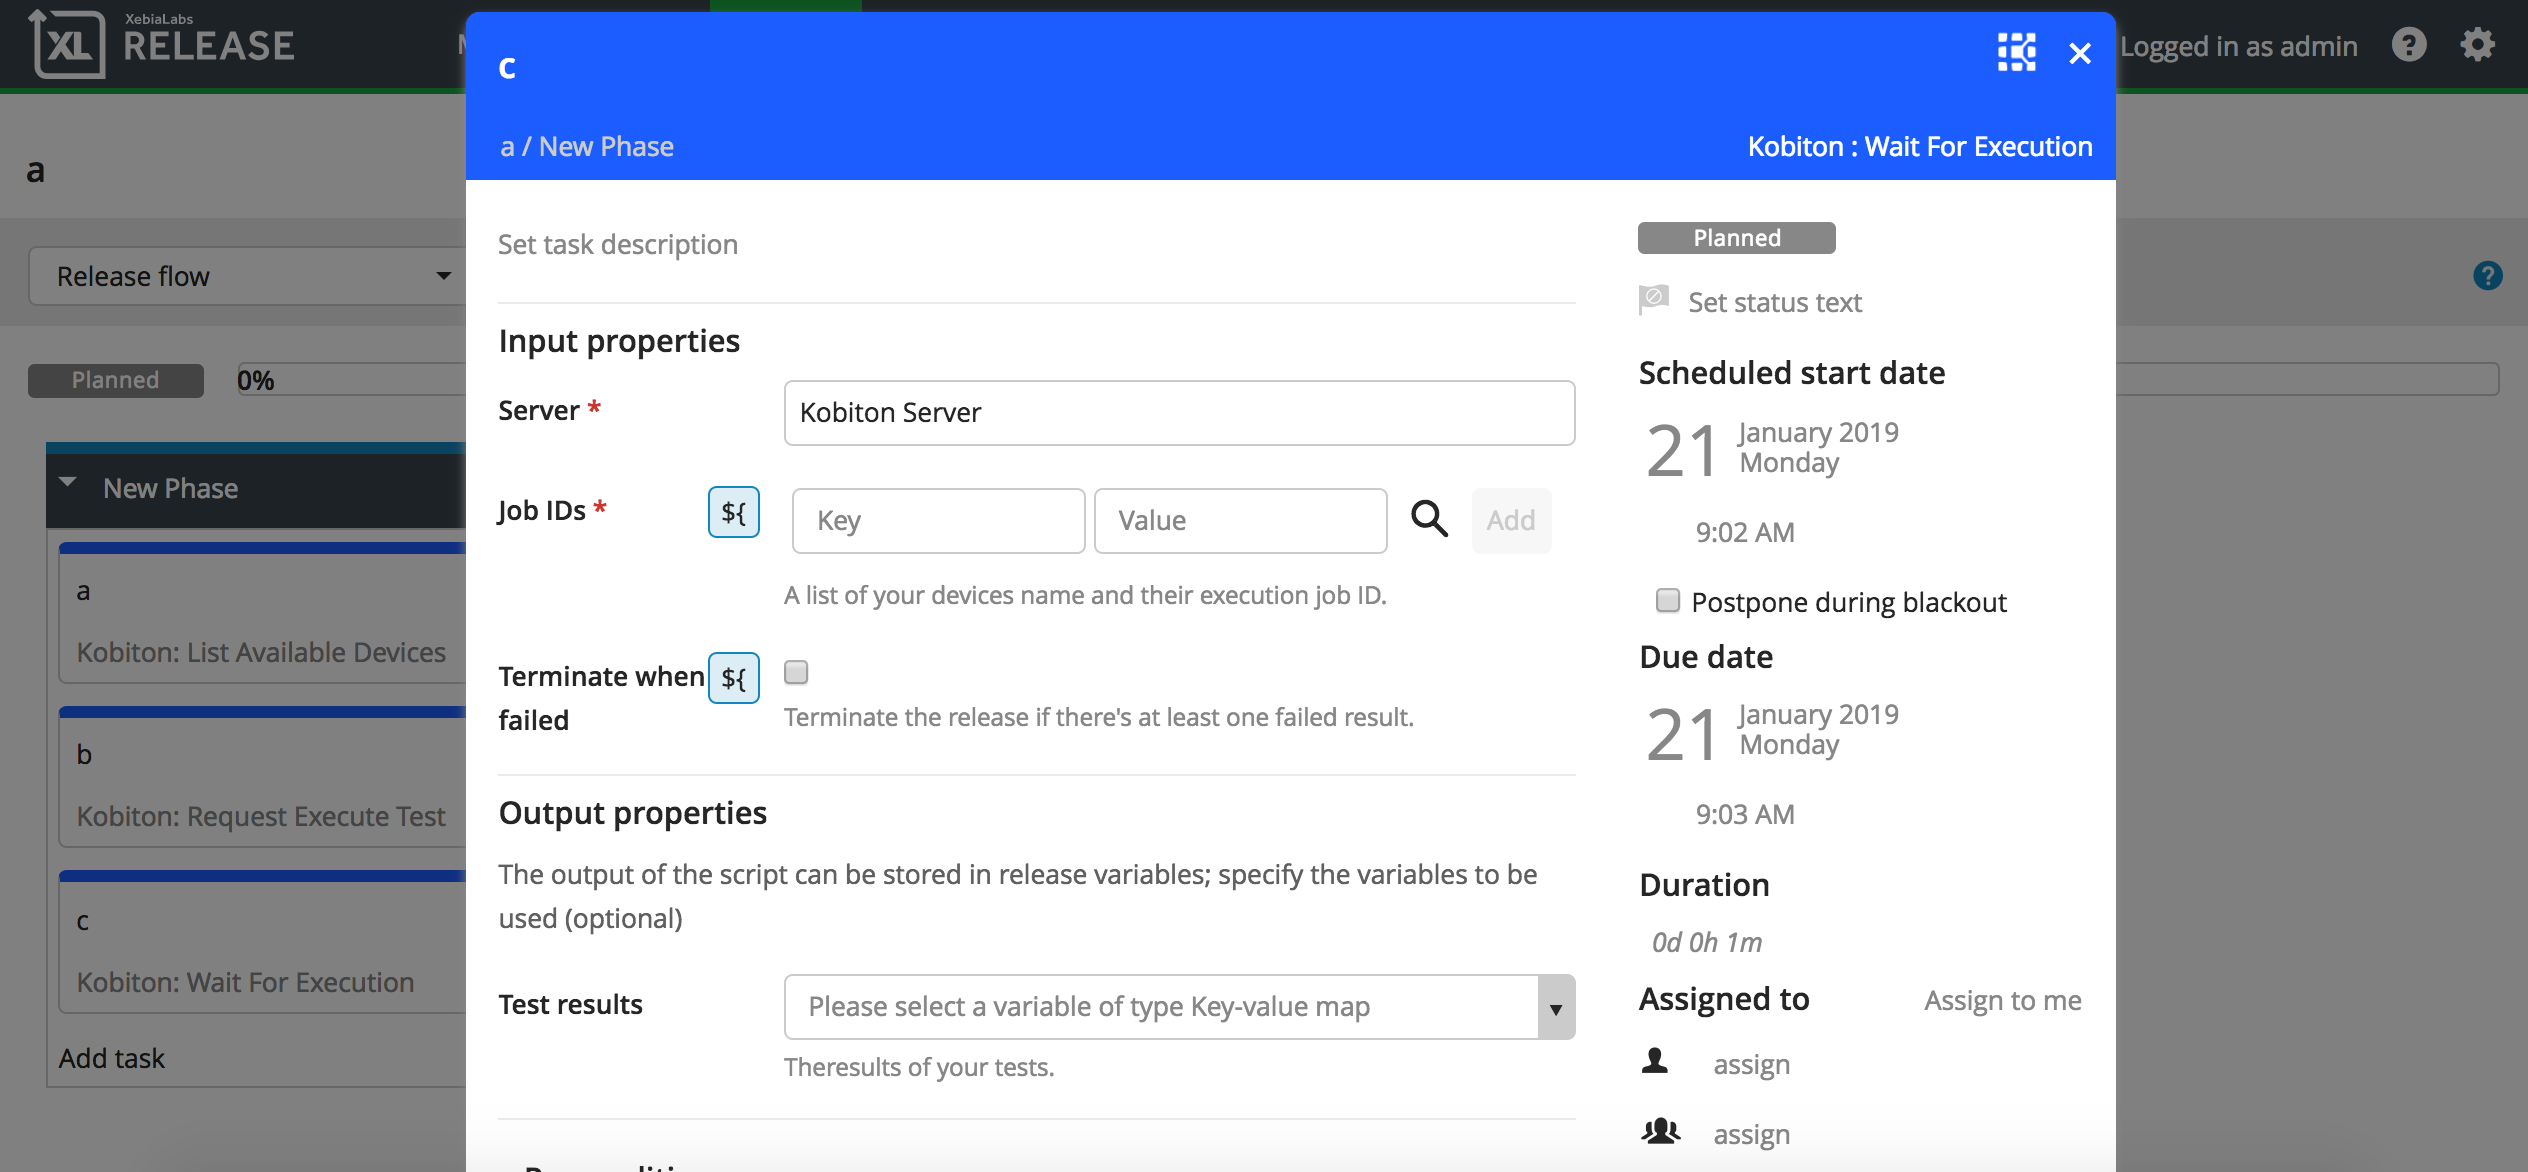 XebiaLabs
XL RELEASE
Logged in as admin
a
Release flow
Planned
0%
New Phase
a
Kobiton: List Available Devices
b
Kobiton: Request Execute Test
c
Kobiton: Wait For Execution
Add task
c
a / New Phase
Kobiton : Wait For Execution
Set task description
Input properties
Server *
Kobiton Server
Job IDs *
${
Key
Value
Add
A list of your devices name and their execution job ID.
Terminate when
failed
${
Terminate the release if there's at least one failed result.
Output properties
The output of the script can be stored in release variables; specify the variables to be
used (optional)
Test results
Please select a variable of type Key-value map
Theresults of your tests.
Planned
Set status text
Scheduled start date
21
January 2019
Monday
9:02 AM
Postpone during blackout
Due date
21
January 2019
Monday
9:03 AM
Duration
0d 0h 1m
Assigned to
Assign to me
assign
assign